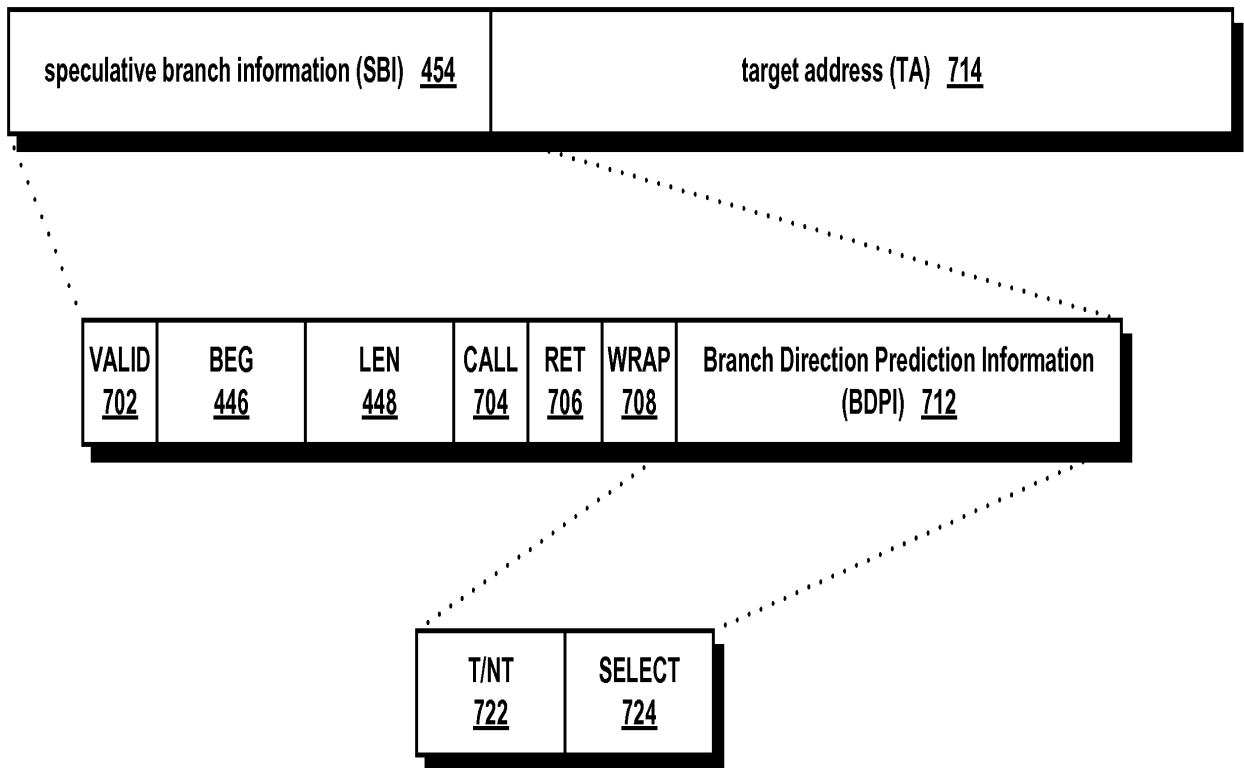 speculative branch information (SBI) 454
target address (TA) 714
VALID
702
BEG
446
LEN
448
CALL
704
RET
706
WRAP
708
Branch Direction Prediction Information
(BDPI) 712
T/NT
722
SELECT
724